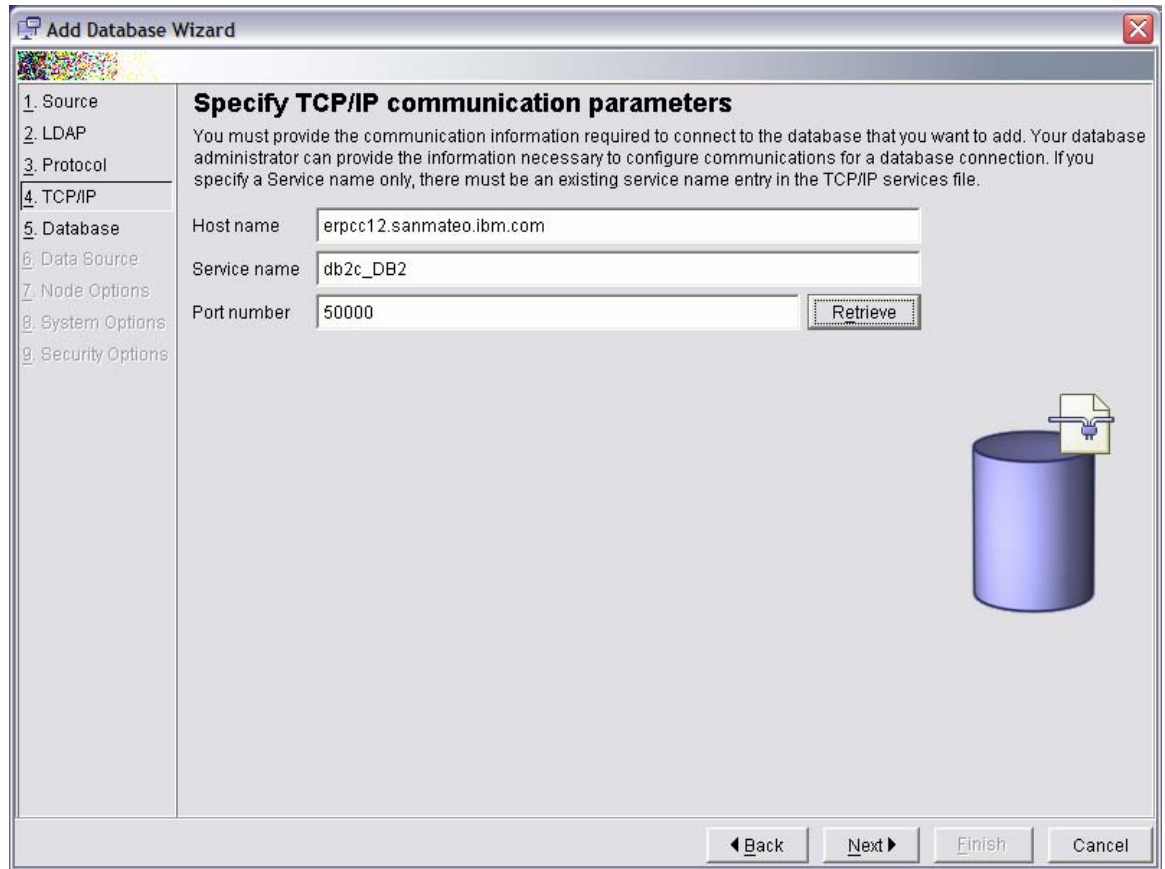 Add Database Wizard
1. Source
2. LDAP
3. Protocol
4. TCP/IP
5. Database
6. Data Source
7. Node Options
8. System Options
9. Security Options
Specify TCP/IP communication parameters
You must provide the communication information required to connect to the database that you want to add. Your database
administrator can provide the information necessary to configure communications for a database connection. If you
specify a Service name only, there must be an existing service name entry in the TCP/IP services file.
Host name erpcc12.sanmateo.ibm.com
Service name db2c_DB2
Port number 50000 Retrieve
Back Next Finish Cancel